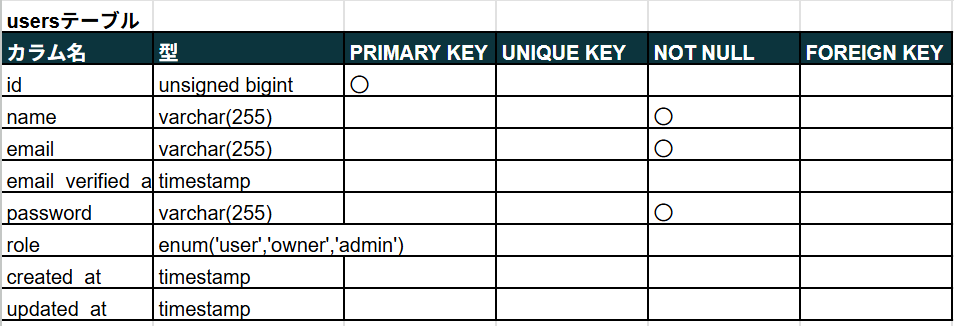 usersテーブル
カラム名 型 PRIMARY KEY UNIQUE KEY NOT NULL FOREIGN KEY
id unsigned bigint 〇
name varchar(255) 〇
email varchar(255) 〇
email_verified_a timestamp
password varchar(255) 〇
role enum('user','owner','admin')
created_at timestamp
updated_at timestamp